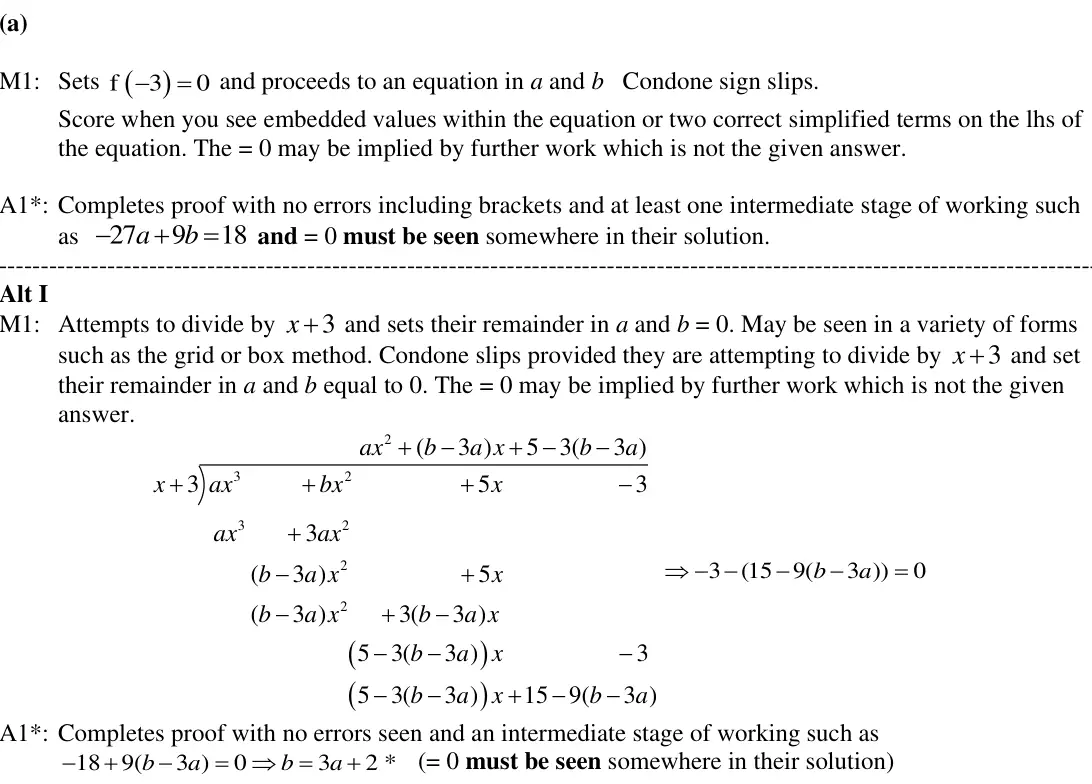 (a)
M1: Sets f(−3) = 0 and proceeds to an equation in a and b Condone sign slips.
Score when you see embedded values within the equation or two correct simplified terms on the lhs of
the equation. The = 0 may be implied by further work which is not the given answer.
A1*: Completes proof with no errors including brackets and at least one intermediate stage of working such
as −27a + 9b = 18 and = 0 must be seen somewhere in their solution.
--------------------------------------------------------------------------------
Alt I
M1: Attempts to divide by x + 3 and sets their remainder in a and b = 0. May be seen in a variety of forms
such as the grid or box method. Condone slips provided they are attempting to divide by x + 3 and set
their remainder in a and b equal to 0. The = 0 may be implied by further work which is not the given
answer.
ax² + (b − 3a)x + 5 − 3(b − 3a)
x + 3)ax³ + bx² + 5x − 3
ax³ + 3ax²
(b − 3a)x² + 5x ⇒ −3 − (15 − 9(b − 3a)) = 0
(b − 3a)x² + 3(b − 3a)x
(5 − 3(b − 3a))x − 3
(5 − 3(b − 3a))x + 15 − 9(b − 3a)
A1*: Completes proof with no errors seen and an intermediate stage of working such as
−18 + 9(b − 3a) = 0 ⇒ b = 3a + 2 * (= 0 must be seen somewhere in their solution)